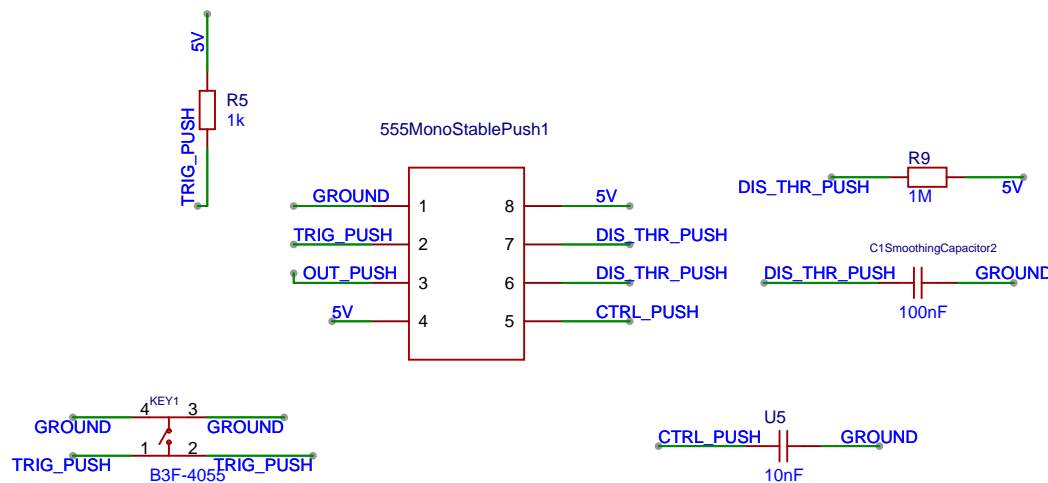 5V
R5
1k
TRIG_PUSH
555MonoStablePush1
GROUND
1
8
5V
TRIG_PUSH
2
7
DIS_THR_PUSH
OUT_PUSH
3
6
DIS_THR_PUSH
5V
4
5
CTRL_PUSH
R9
DIS_THR_PUSH
1M
5V
C1SmoothingCapacitor2
DIS_THR_PUSH
GROUND
100nF
KEY1
4
3
GROUND
GROUND
1
2
TRIG_PUSH
TRIG_PUSH
B3F-4055
U5
CTRL_PUSH
GROUND
10nF